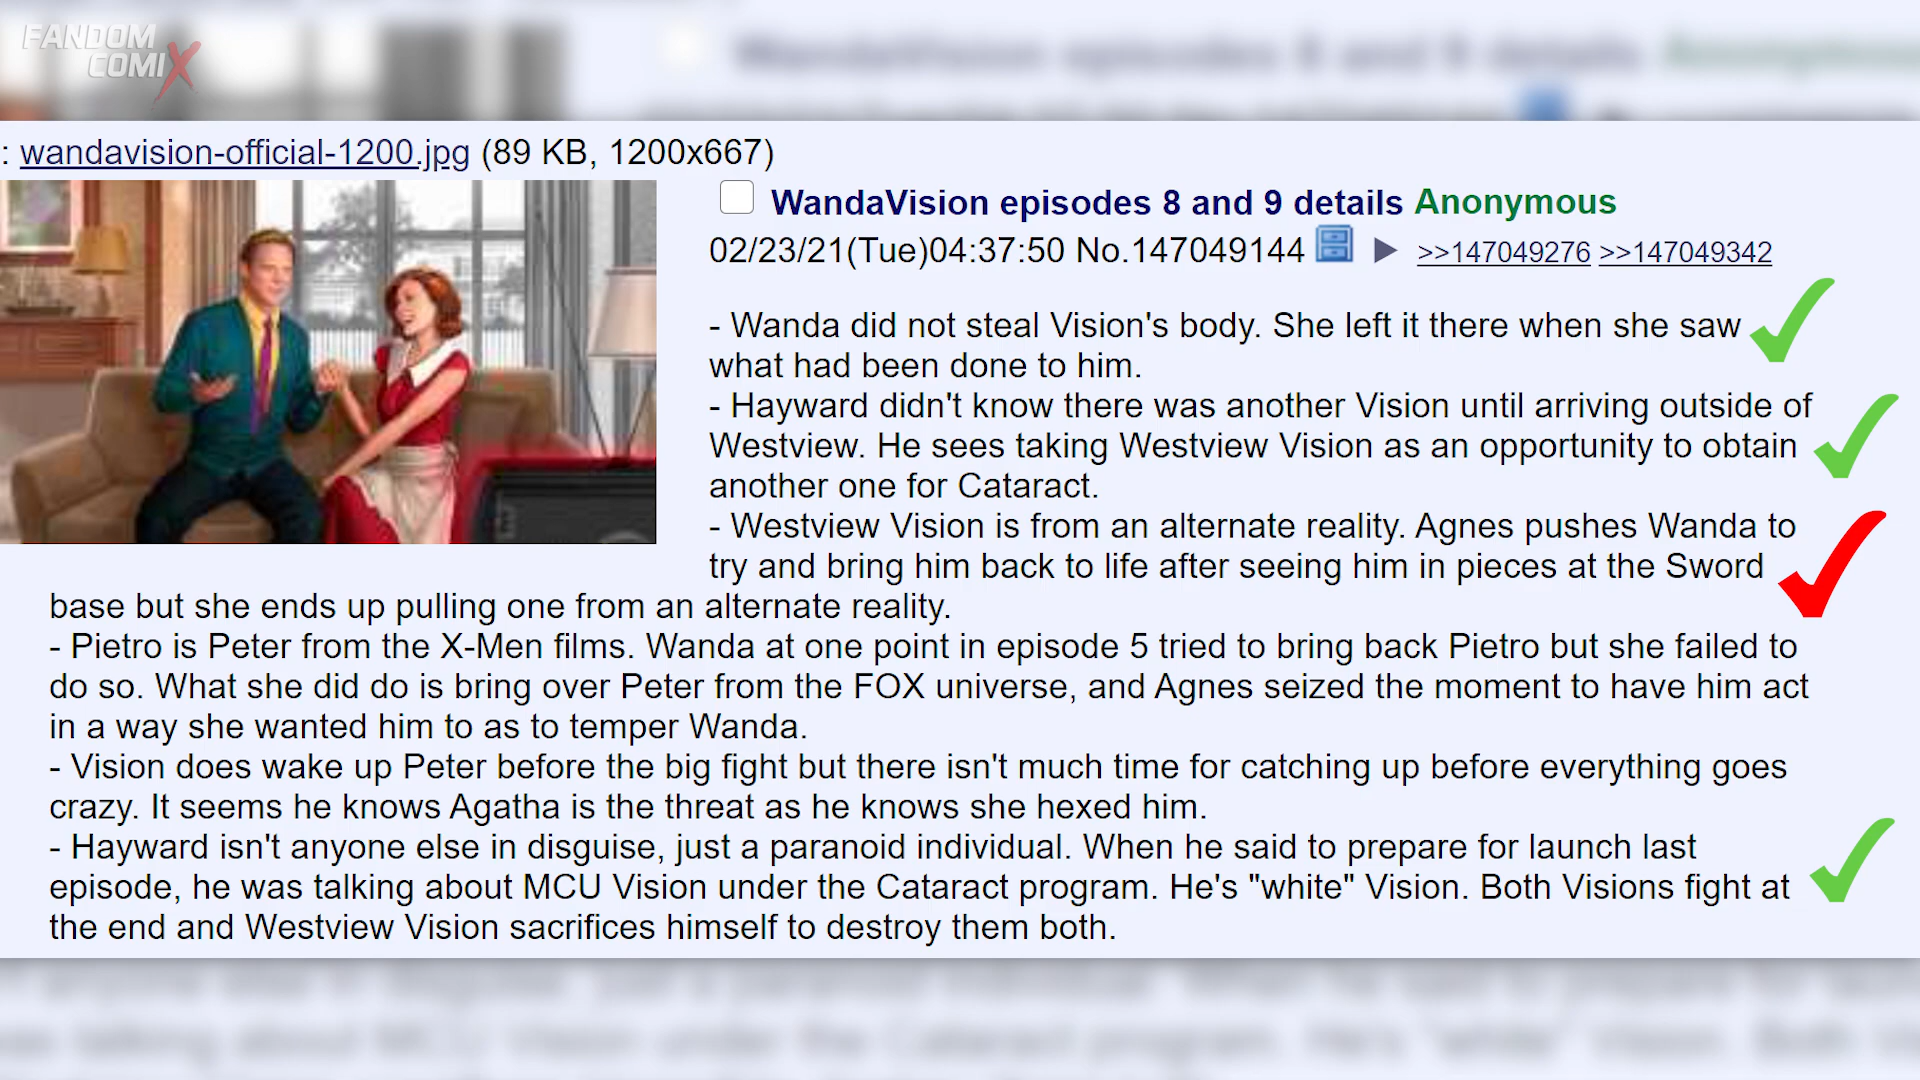 FANDOM
COMIX
WandaVision episodes 8 and 9 details Anonymous
: wandavision-official-1200.jpg (89 KB, 1200x667)
WandaVision episodes 8 and 9 details Anonymous
02/23/21(Tue)04:37:50 No.147049144 >>147049276 >>147049342
- Wanda did not steal Vision's body. She left it there when she saw
what had been done to him.
- Hayward didn't know there was another Vision until arriving outside of
Westview. He sees taking Westview Vision as an opportunity to obtain
another one for Cataract.
- Westview Vision is from an alternate reality. Agnes pushes Wanda to
try and bring him back to life after seeing him in pieces at the Sword
base but she ends up pulling one from an alternate reality.
- Pietro is Peter from the X-Men films. Wanda at one point in episode 5 tried to bring back Pietro but she failed to
do so. What she did do is bring over Peter from the FOX universe, and Agnes seized the moment to have him act
in a way she wanted him to as to temper Wanda.
- Vision does wake up Peter before the big fight but there isn't much time for catching up before everything goes
crazy. It seems he knows Agatha is the threat as he knows she hexed him.
- Hayward isn't anyone else in disguise, just a paranoid individual. When he said to prepare for launch last
episode, he was talking about MCU Vision under the Cataract program. He's "white" Vision. Both Visions fight at
the end and Westview Vision sacrifices himself to destroy them both.